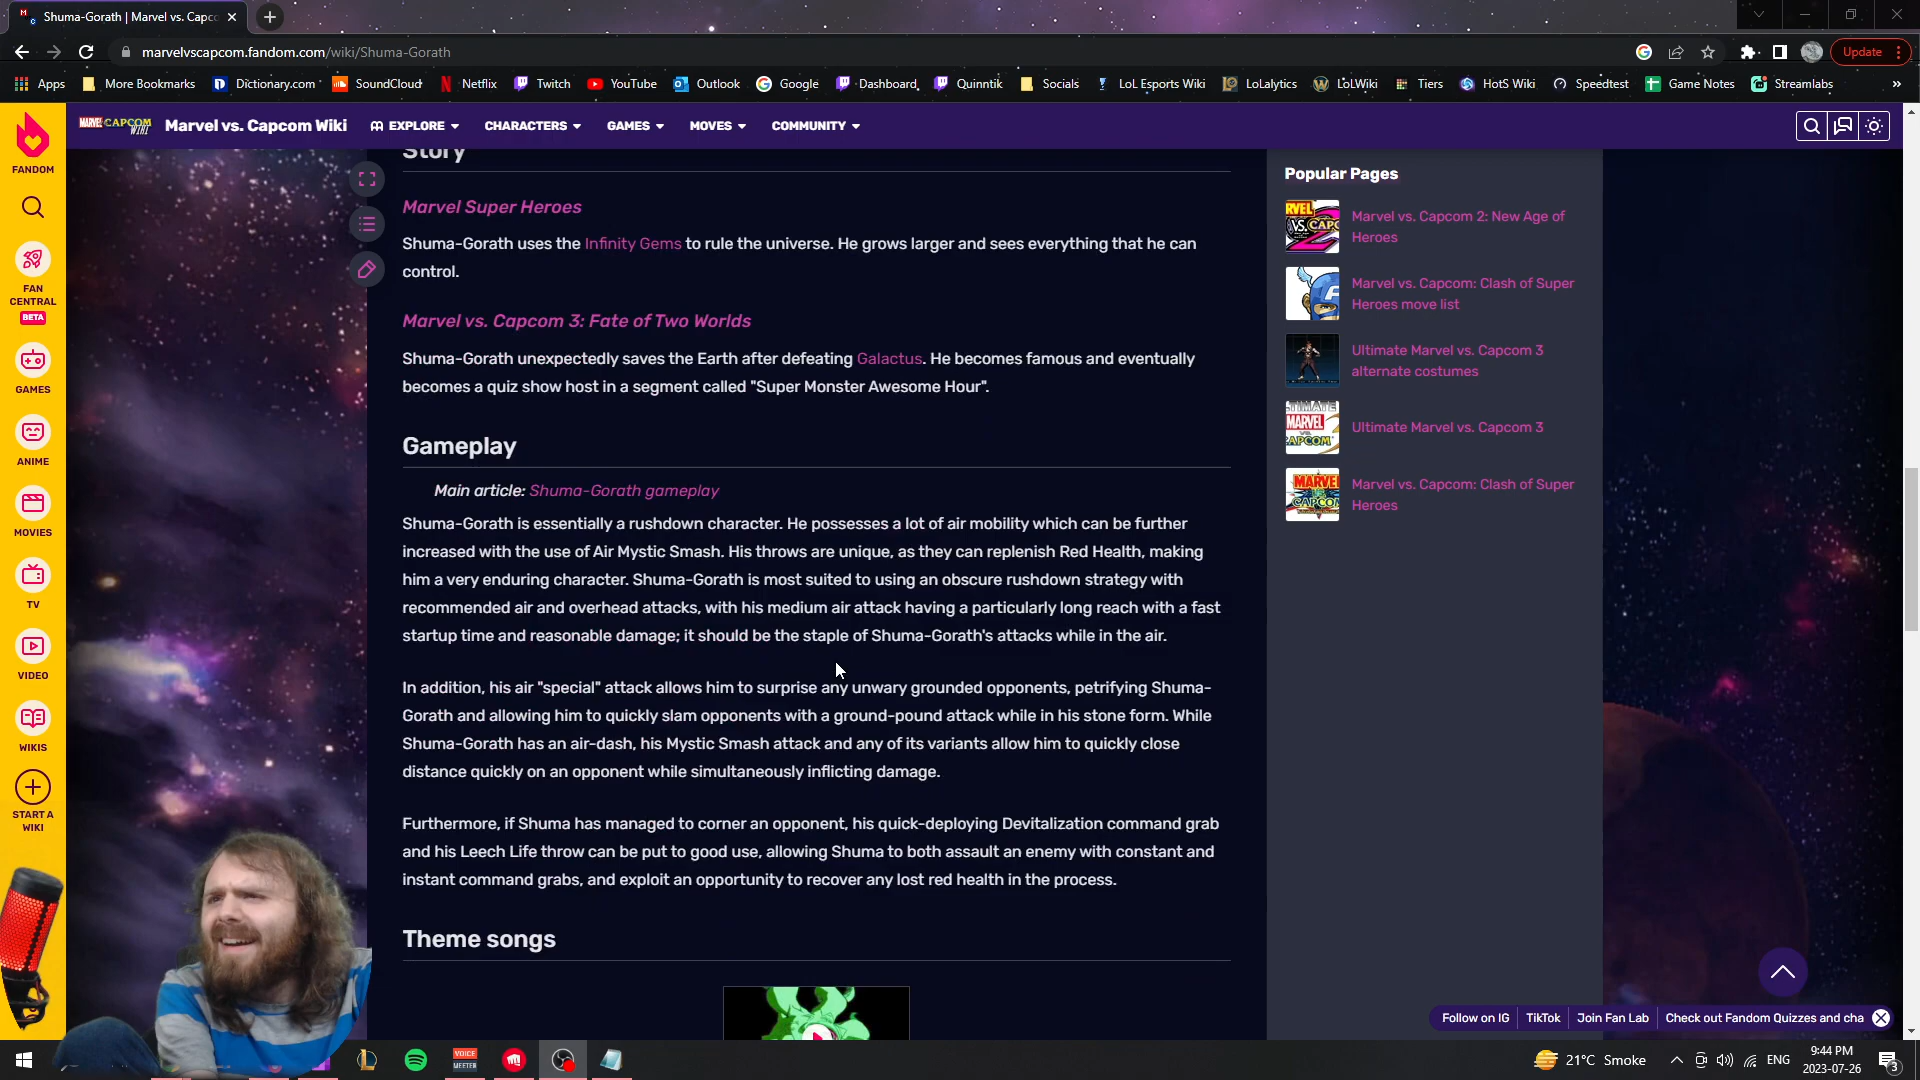 Shuma-Gorath | Marvel vs. Capco
marvelvscapcom.fandom.com/wiki/Shuma-Gorath
Update
Apps
More Bookmarks
Dictionary.com
SoundCloud
Netflix
Twitch
YouTube
Outlook
Google
Dashboard
Quinntik
Socials
LoL Esports Wiki
LoLalytics
LoLWiki
Tiers
HotS Wiki
Speedtest
Game Notes
Streamlabs
»
MARVEL CAPCOM WIKI
Marvel vs. Capcom Wiki
EXPLORE
CHARACTERS
GAMES
MOVES
COMMUNITY
FANDOM
FAN
CENTRAL
BETA
GAMES
ANIME
MOVIES
TV
VIDEO
WIKIS
START A
WIKI
Story
Marvel Super Heroes
Shuma-Gorath uses the Infinity Gems to rule the universe. He grows larger and sees everything that he can
control.
Marvel vs. Capcom 3: Fate of Two Worlds
Shuma-Gorath unexpectedly saves the Earth after defeating Galactus. He becomes famous and eventually
becomes a quiz show host in a segment called "Super Monster Awesome Hour".
Gameplay
Main article: Shuma-Gorath gameplay
Shuma-Gorath is essentially a rushdown character. He possesses a lot of air mobility which can be further
increased with the use of Air Mystic Smash. His throws are unique, as they can replenish Red Health, making
him a very enduring character. Shuma-Gorath is most suited to using an obscure rushdown strategy with
recommended air and overhead attacks, with his medium air attack having a particularly long reach with a fast
startup time and reasonable damage; it should be the staple of Shuma-Gorath's attacks while in the air.
In addition, his air "special" attack allows him to surprise any unwary grounded opponents, petrifying Shuma-
Gorath and allowing him to quickly slam opponents with a ground-pound attack while in his stone form. While
Shuma-Gorath has an air-dash, his Mystic Smash attack and any of its variants allow him to quickly close
distance quickly on an opponent while simultaneously inflicting damage.
Furthermore, if Shuma has managed to corner an opponent, his quick-deploying Devitalization command grab
and his Leech Life throw can be put to good use, allowing Shuma to both assault an enemy with constant and
instant command grabs, and exploit an opportunity to recover any lost red health in the process.
Theme songs
Popular Pages
Marvel vs. Capcom 2: New Age of
Heroes
Marvel vs. Capcom: Clash of Super
Heroes move list
Ultimate Marvel vs. Capcom 3
alternate costumes
Ultimate Marvel vs. Capcom 3
Marvel vs. Capcom: Clash of Super
Heroes
Follow on IG
TikTok
Join Fan Lab
Check out Fandom Quizzes and cha
VOICE
MEETER
21°C Smoke
ENG
9:44 PM
2023-07-26
3